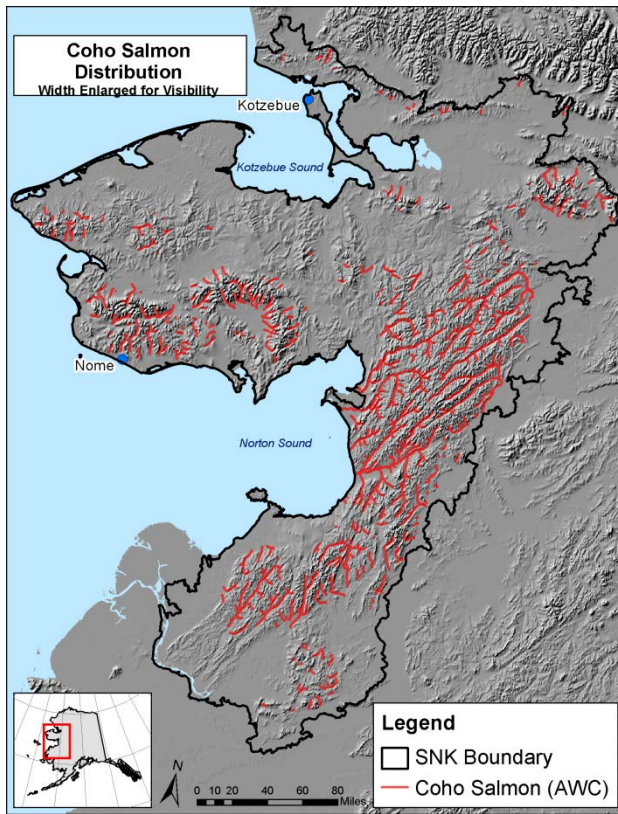 Coho Salmon
Distribution
Width Enlarged for Visibility
Kotzebue
Kotzebue Sound
Nome
Norton Sound
N
0 10 20 40 60 80
Miles
Legend
SNK Boundary
Coho Salmon (AWC)